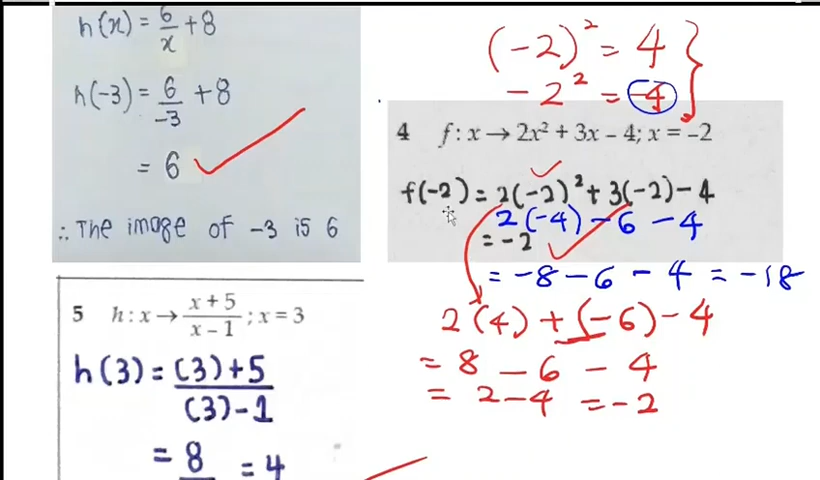 h(x) = 6/x + 8
h(-3) = 6/-3 + 8
= 6
∴ The image of -3 is 6
(-2)² = 4
-2² = -4
4 f : x → 2x² + 3x – 4; x = –2
f(-2) = 2(-2)² + 3(-2) - 4
2(-4) - 6 - 4
= -2
= -8 - 6 - 4 = -18
2(4) + (-6) - 4
= 8 - 6 - 4
= 2 - 4 = -2
5 h : x → x + 5/x – 1 ; x = 3
h(3) = (3)+5/(3)-1
= 8 = 4